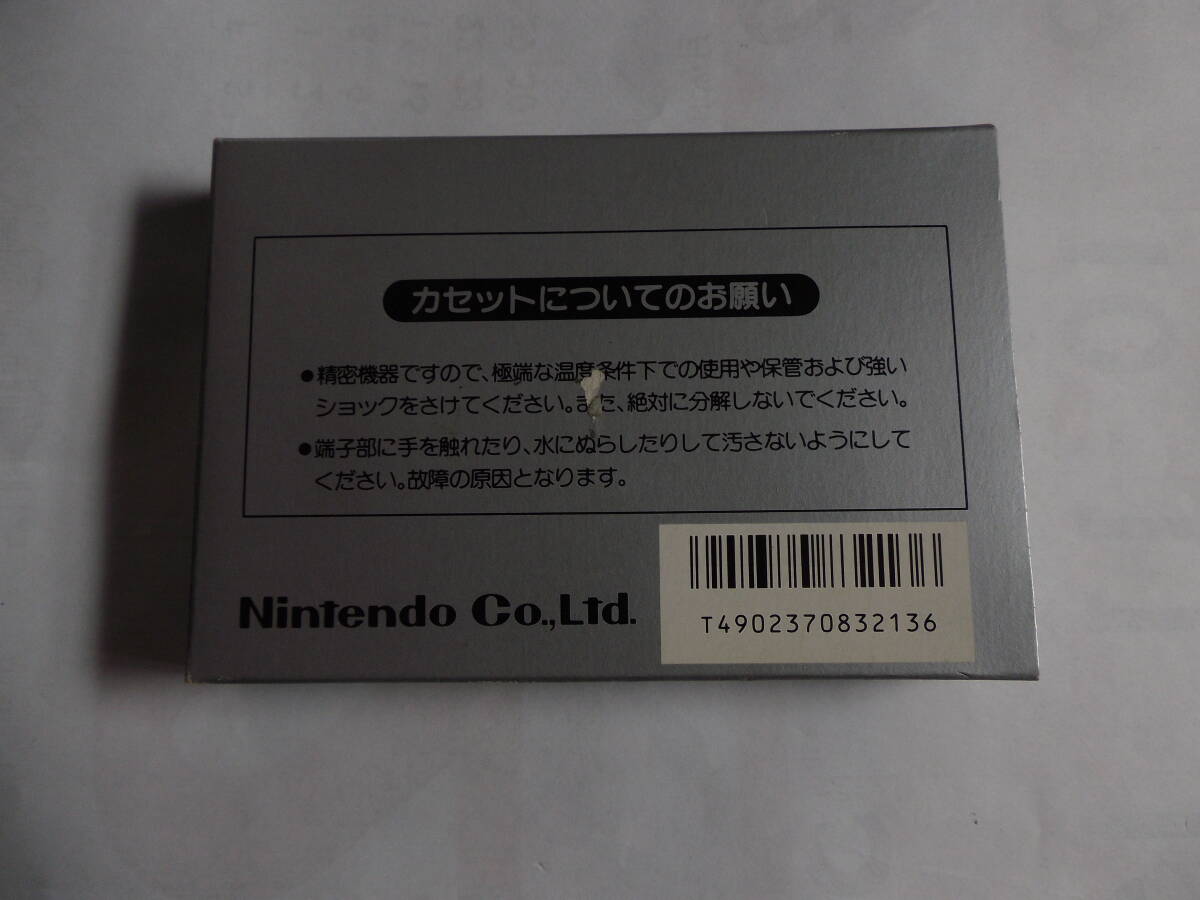 カセットについてのお願い
●精密機器ですので、極端な温度条件下での使用や保管および強い
ショックをさけてください。また、絶対に分解しないでください。
●端子部に手を触れたり、水にぬらしたりして汚さないようにして
ください。故障の原因となります。
Nintendo Co.,Ltd.
T4902370832136